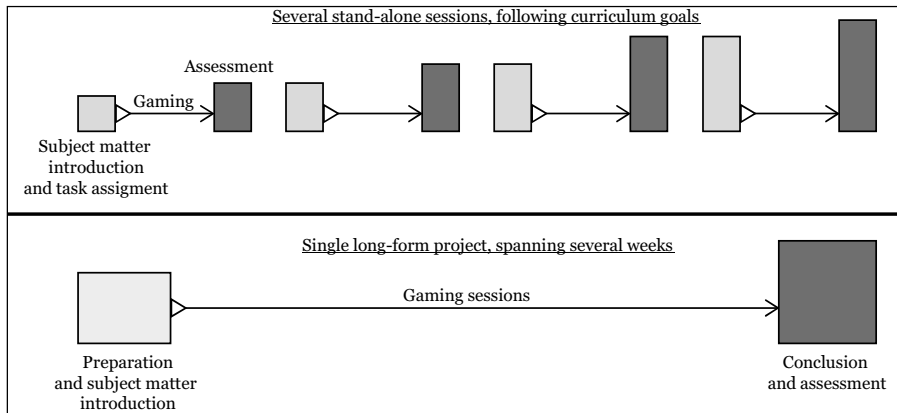 Several stand-alone sessions, following curriculum goals
Assessment
Gaming
Subject matter
introduction
and task assigment
Single long-form project, spanning several weeks
Gaming sessions
Preparation
and subject matter
introduction
Conclusion
and assessment